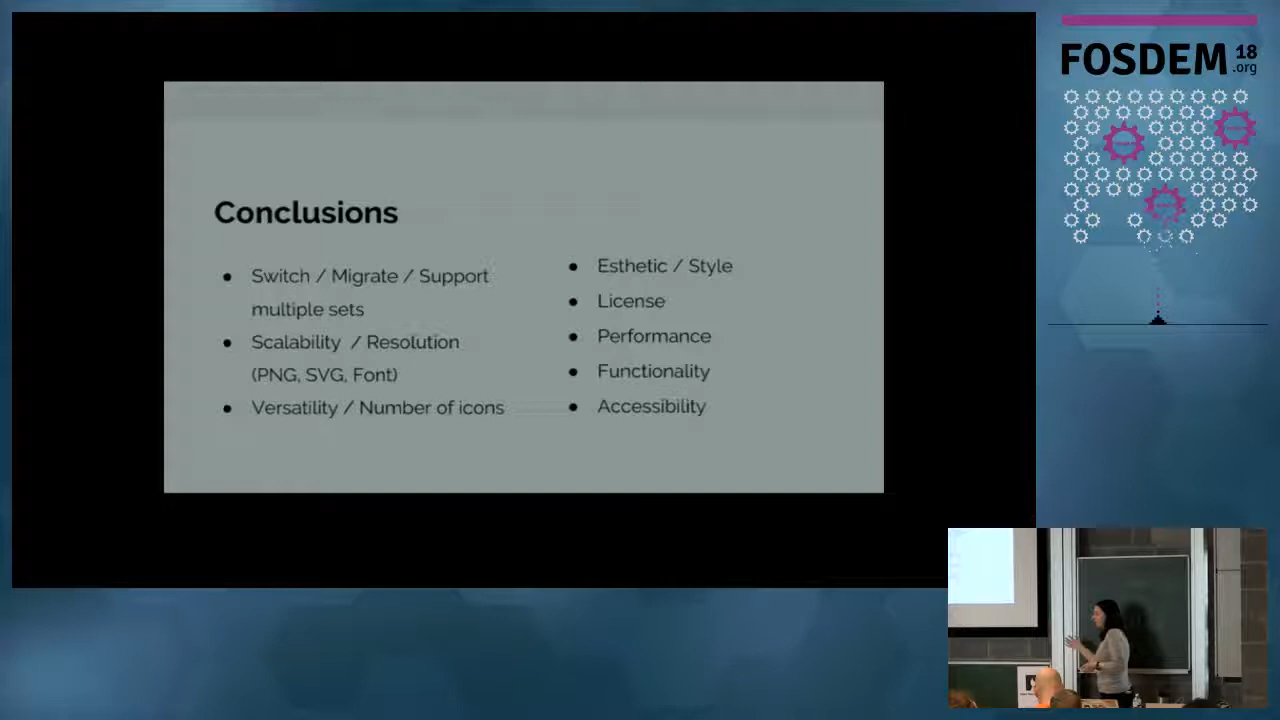 FOSDEM 18
.org
Conclusions
● Switch / Migrate / Support
multiple sets
● Scalability / Resolution
(PNG, SVG, Font)
● Versatility / Number of icons
● Esthetic / Style
● License
● Performance
● Functionality
● Accessibility